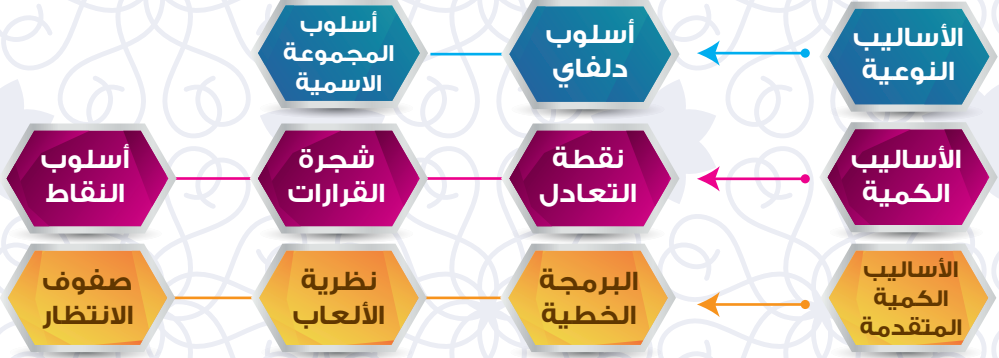 الأساليب
النوعية
أسلوب
دلفاي
أسلوب
المجموعة
الاسمية
الأساليب
الكمية
نقطة
التعادل
شجرة
القرارات
أسلوب
النقاط
الأساليب
الكمية
المتقدمة
البرمجة
الخطية
نظرية
الألعاب
صفوف
الانتظار